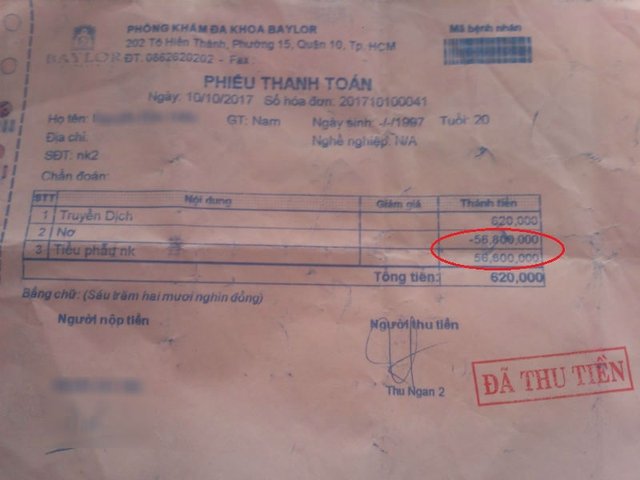 BAYLOR
PHÒNG KHÁM ĐA KHOA BAYLOR
202 Tô Hiến Thành, Phường 15, Quận 10, Tp. HCM
ĐT. 0862620202 - Fax
Mã bệnh nhân
PHIẾU THANH TOÁN
Ngày: 10/10/2017 Số hóa đơn: 201710100041
Họ tên: GT: Nam Ngày sinh: -/-/1997 Tuổi: 20
Địa chỉ: Nghề nghiệp: N/A
SĐT: nk2
Chẩn đoán:
STT Nội dung Giảm giá Thành tiền
1 Truyền Dịch 620,000
2 Nợ -56,800,000
3 Tiểu phẫu nk 56,800,000
Tổng tiền: 620,000
Bằng chữ: (Sáu trăm hai mươi nghìn đồng)
Người nộp tiền Người thu tiền
Thu Ngan 2
ĐÃ THU TIỀN